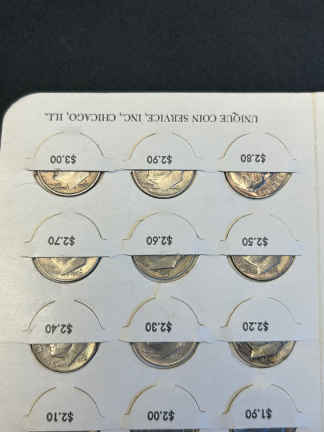 $1.90 $2.00 $2.10
$2.20 $2.30 $2.40
$2.50 $2.60 $2.70
$2.80 $2.90 $3.00
UNIQUE COIN SERVICE, INC., CHICAGO, ILL.